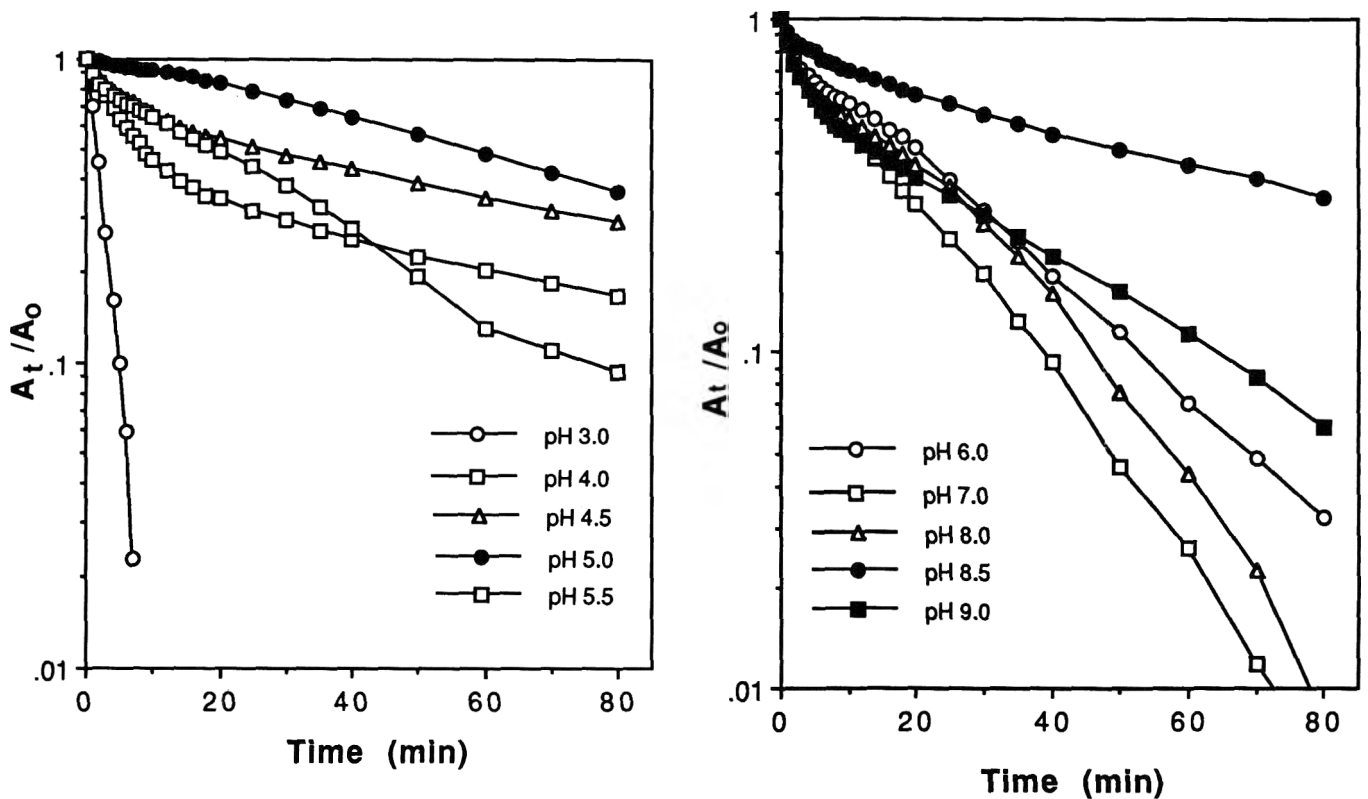 1
.1
.01
A t / A o
0 20 40 60 80
Time (min)
pH 3.0
pH 4.0
pH 4.5
pH 5.0
pH 5.5
1
0.1
.01
At /Ao
0 20 40 60 80
Time (min)
pH 6.0
pH 7.0
pH 8.0
pH 8.5
pH 9.0